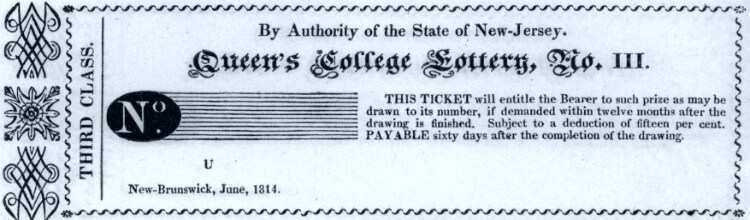 THIRD CLASS.
By Authority of the State of New-Jersey.
Queen's College Lottery, No. III.
No.
THIS TICKET will entitle the Bearer to such prize as may be
drawn to its number, if demanded within twelve months after the
drawing is finished. Subject to a deduction of fifteen per cent.
PAYABLE sixty days after the completion of the drawing.
U
New-Brunswick, June, 1814.